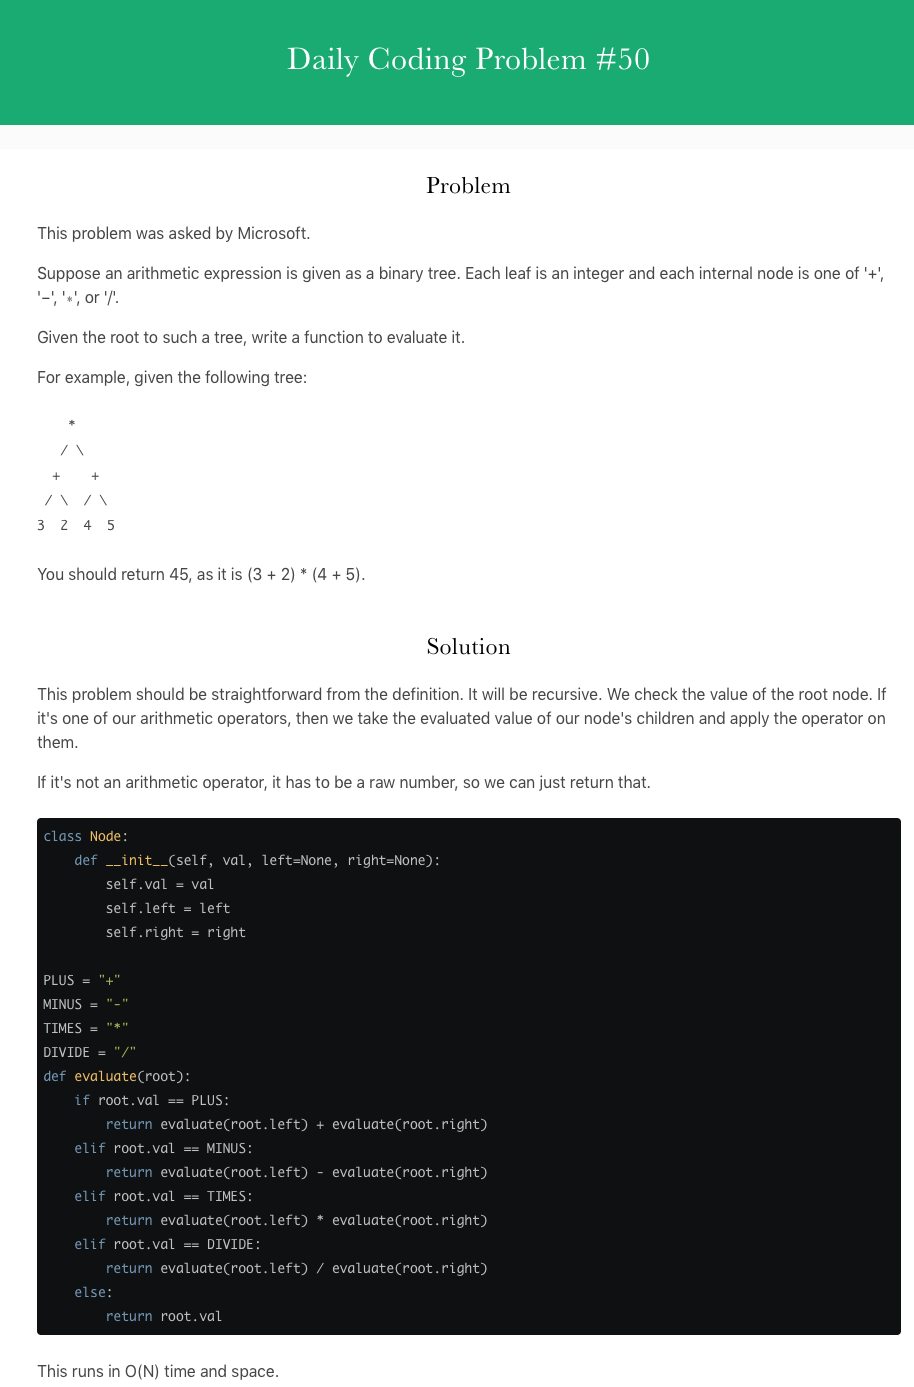 Daily Coding Problem #50
Problem
This problem was asked by Microsoft.
Suppose an arithmetic expression is given as a binary tree. Each leaf is an integer and each internal node is one of '+',
'−', '∗', or '/'.
Given the root to such a tree, write a function to evaluate it.
For example, given the following tree:
    *
   / \
  +    +
 / \  / \
3  2  4  5
You should return 45, as it is (3 + 2) * (4 + 5).
Solution
This problem should be straightforward from the definition. It will be recursive. We check the value of the root node. If
it's one of our arithmetic operators, then we take the evaluated value of our node's children and apply the operator on
them.
If it's not an arithmetic operator, it has to be a raw number, so we can just return that.
class Node:
    def __init__(self, val, left=None, right=None):
        self.val = val
        self.left = left
        self.right = right
PLUS = "+"
MINUS = "-"
TIMES = "*"
DIVIDE = "/"
def evaluate(root):
    if root.val == PLUS:
        return evaluate(root.left) + evaluate(root.right)
    elif root.val == MINUS:
        return evaluate(root.left) - evaluate(root.right)
    elif root.val == TIMES:
        return evaluate(root.left) * evaluate(root.right)
    elif root.val == DIVIDE:
        return evaluate(root.left) / evaluate(root.right)
    else:
        return root.val
This runs in O(N) time and space.